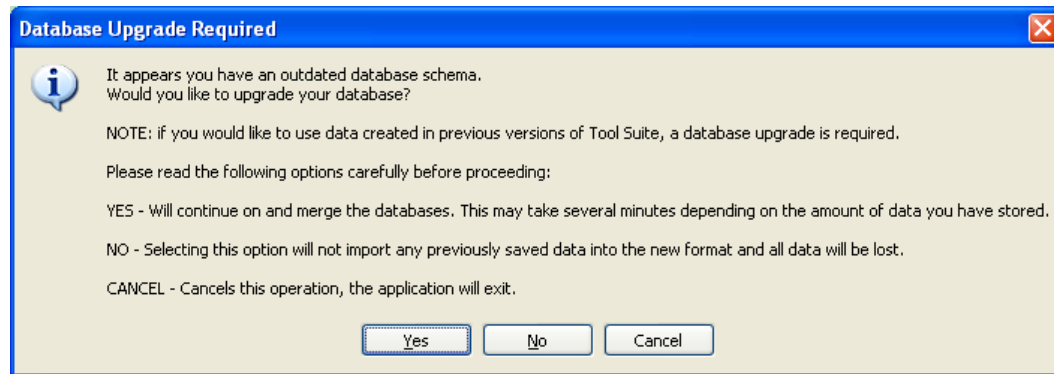 Database Upgrade Required
It appears you have an outdated database schema.
Would you like to upgrade your database?
NOTE: if you would like to use data created in previous versions of Tool Suite, a database upgrade is required.
Please read the following options carefully before proceeding:
YES - Will continue on and merge the databases. This may take several minutes depending on the amount of data you have stored.
NO - Selecting this option will not import any previously saved data into the new format and all data will be lost.
CANCEL - Cancels this operation, the application will exit.
Yes No Cancel